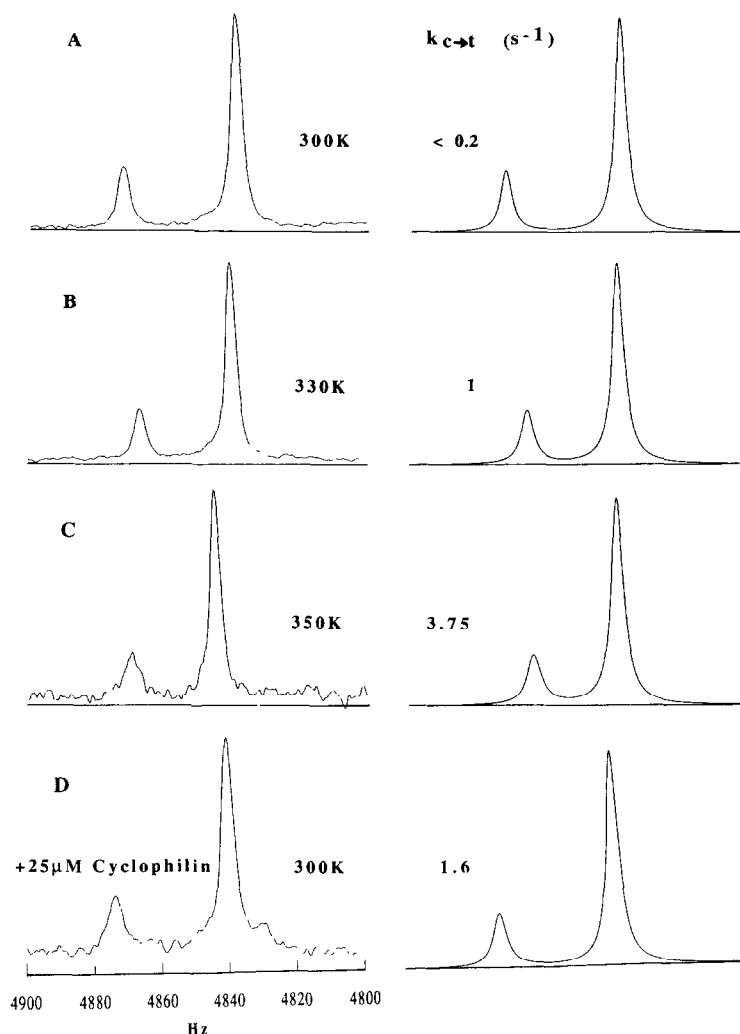 A k c→t (s-1)
300K < 0.2
B
330K 1
C
350K 3.75
D
+25μM Cyclophilin 300K 1.6
4900 4880 4860 4840 4820 4800
Hz